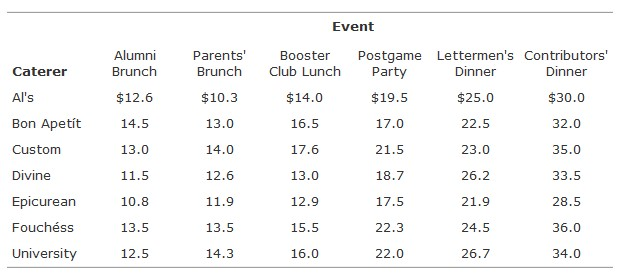 Event
Caterer Alumni Brunch Parents' Brunch Booster Club Lunch Postgame Party Lettermen's Dinner Contributors' Dinner
Al's $12.6 $10.3 $14.0 $19.5 $25.0 $30.0
Bon Apetít 14.5 13.0 16.5 17.0 22.5 32.0
Custom 13.0 14.0 17.6 21.5 23.0 35.0
Divine 11.5 12.6 13.0 18.7 26.2 33.5
Epicurean 10.8 11.9 12.9 17.5 21.9 28.5
Fouchéss 13.5 13.5 15.5 22.3 24.5 36.0
University 12.5 14.3 16.0 22.0 26.7 34.0